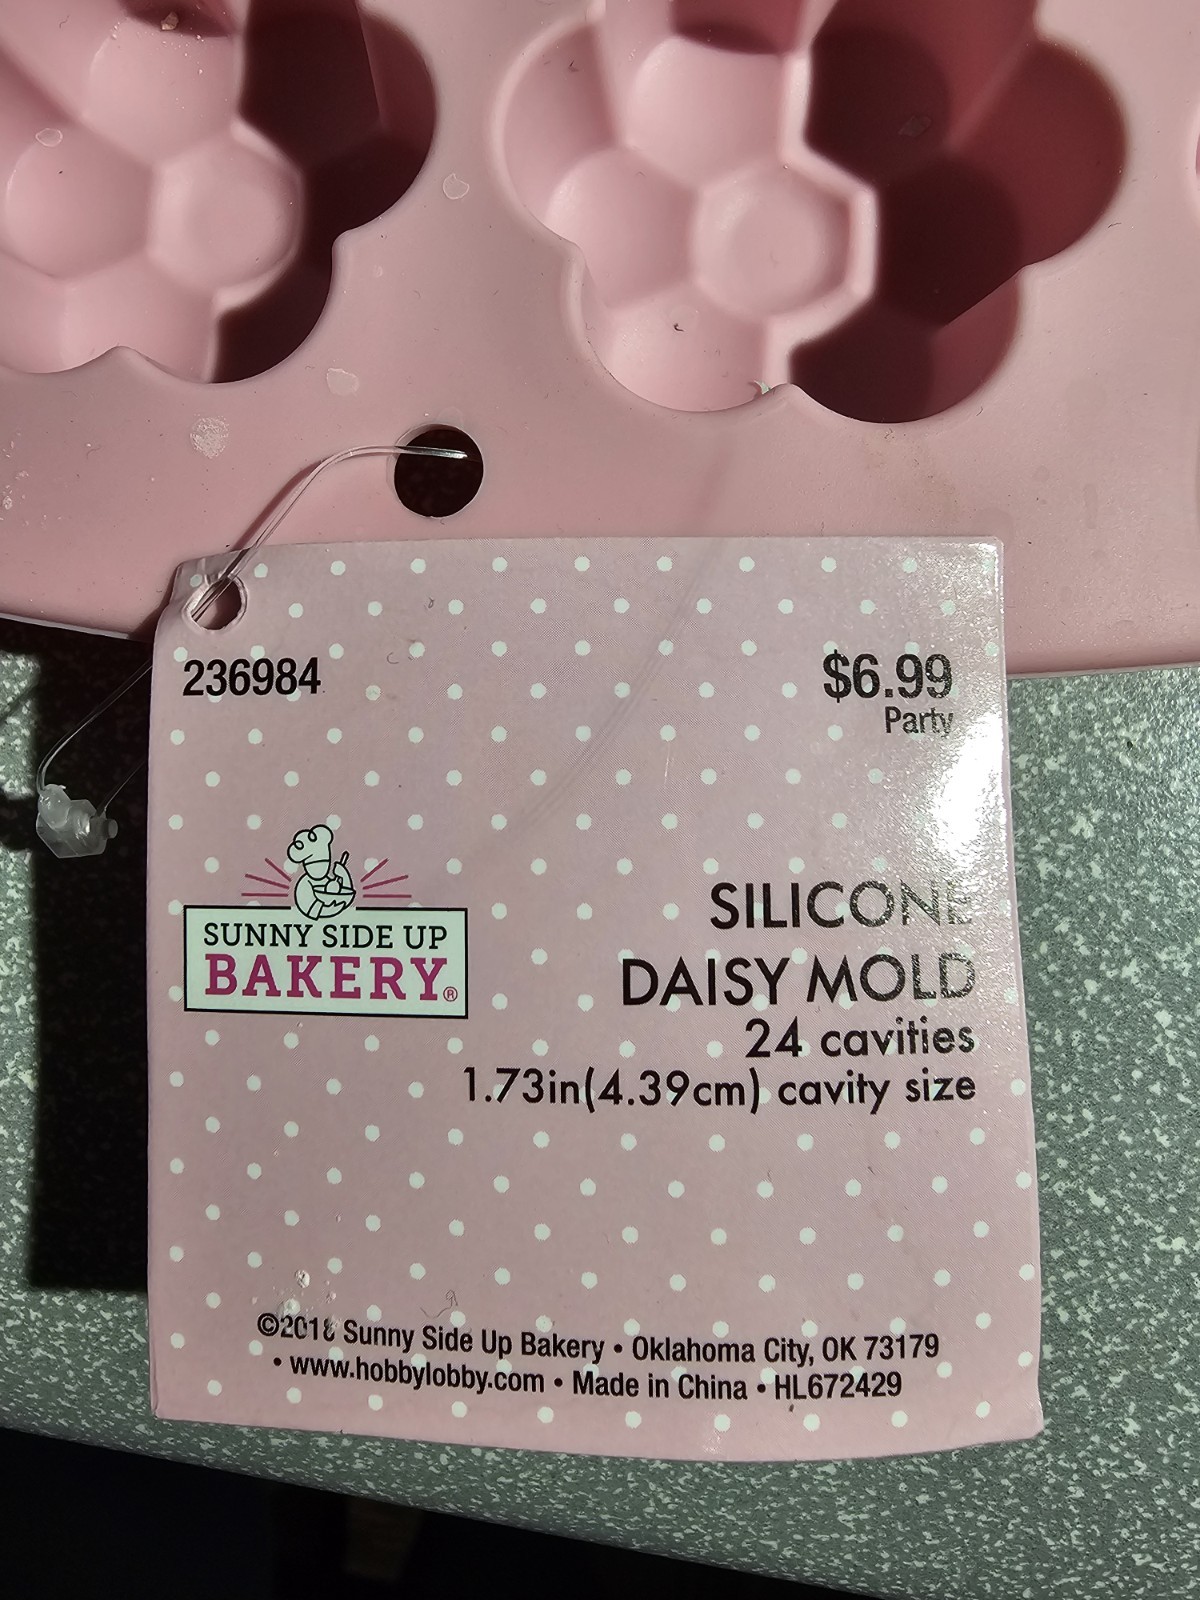 236984
$6.99
Party
SUNNY SIDE UP
BAKERY®
SILICONE
DAISY MOLD
24 cavities
1.73in(4.39cm) cavity size
©2018 Sunny Side Up Bakery • Oklahoma City, OK 73179
• www.hobbylobby.com • Made in China • HL672429